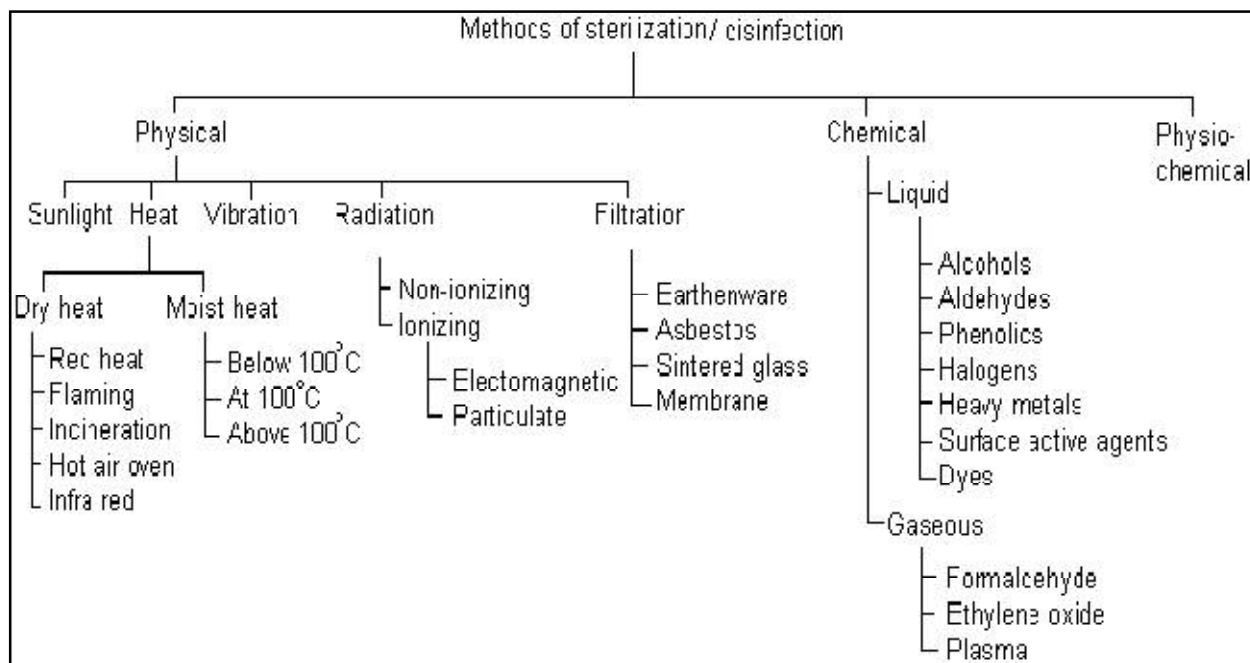 Methocs of sterilization/ cisinfection
Physical
Chemical
Physio-
chemical
Sunlight
Heat
Vibration
Radiation
Filtration
Liquid
Dry heat
Moist heat
Rec heat
Flaming
Incineration
Hot air oven
Infra red
Below 100°C
At 100°C
Above 100°C
Non-ionizing
Ionizing
Electomagnetic
Particulate
Earthenware
Asbestos
Sintered glass
Membrane
Alcohols
Aldehydes
Phenolics
Halogens
Heavy metals
Surface active agents
Dyes
Gaseous
Formalcehyde
Ethylene oxide
Plasma